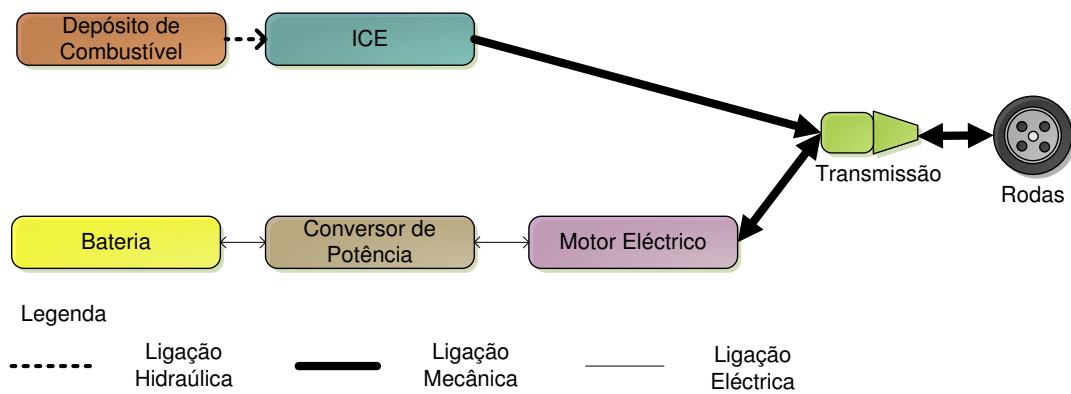 Depósito de
Combustível
ICE
Transmissão
Rodas
Bateria
Conversor de
Potência
Motor Eléctrico
Legenda
Ligação
Hidraúlica
Ligação
Mecânica
Ligação
Eléctrica